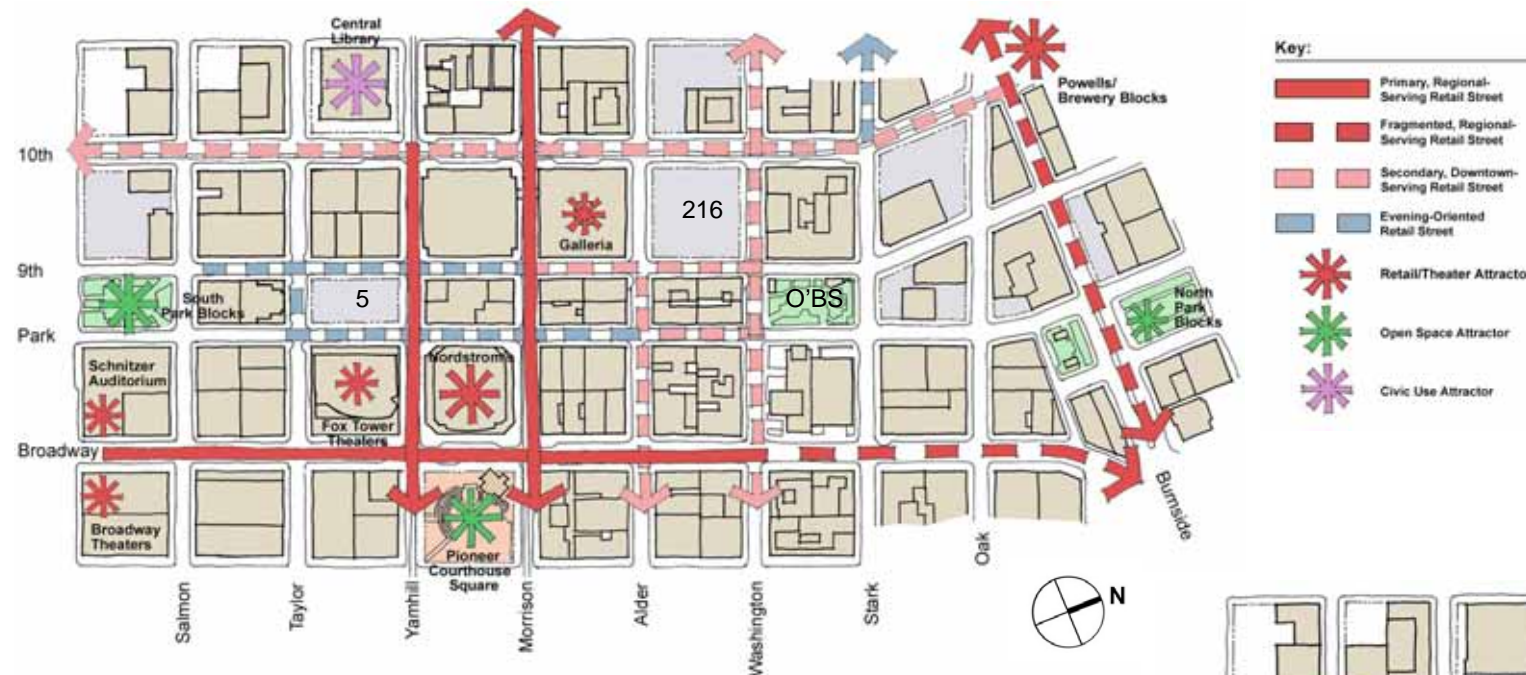 Central
Library
Powells/
Brewery Blocks
10th
216
Galleria
9th
South
Park Blocks
5
O'BS
North
Park
Blocks
Park
Schnitzer
Auditorium
Fox Tower
Theaters
Nordstrom's
Broadway
Broadway
Theaters
Pioneer
Courthouse
Square
Salmon
Taylor
Yamhill
Morrison
Alder
Washington
Stark
Oak
Burnside
N
Key:
Primary, Regional-
Serving Retail Street
Fragmented, Regional-
Serving Retail Street
Secondary, Downtown-
Serving Retail Street
Evening-Oriented
Retail Street
Retail/Theater Attracto
Open Space Attractor
Civic Use Attractor